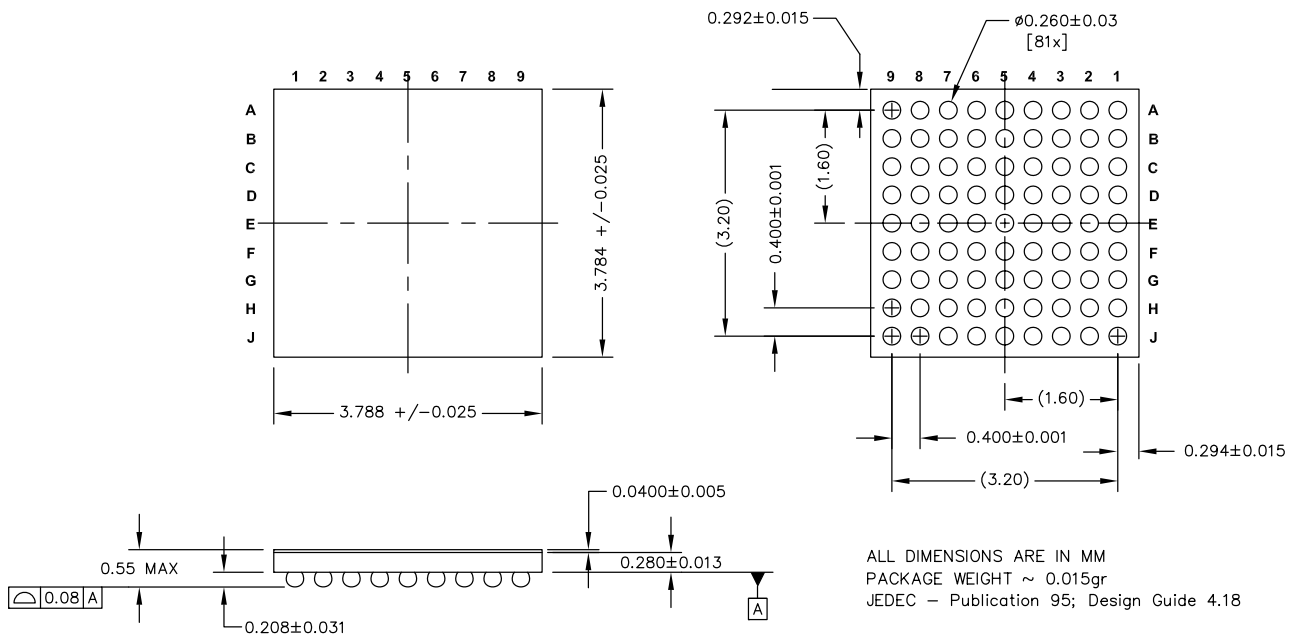 0.292±0.015
ø0.260±0.03
[81x]
1 2 3 4 5 6 7 8 9
9 8 7 6 5 4 3 2 1
A
B
C
D
E
F
G
H
J
3.784 +/-0.025
3.788 +/-0.025
(3.20)
0.400±0.001
(1.60)
A
B
C
D
E
F
G
H
J
(1.60)
0.400±0.001
0.294±0.015
(3.20)
0.0400±0.005
0.55 MAX
0.280±0.013
0.08 A
0.208±0.031
A
ALL DIMENSIONS ARE IN MM
PACKAGE WEIGHT ~ 0.015gr
JEDEC – Publication 95; Design Guide 4.18